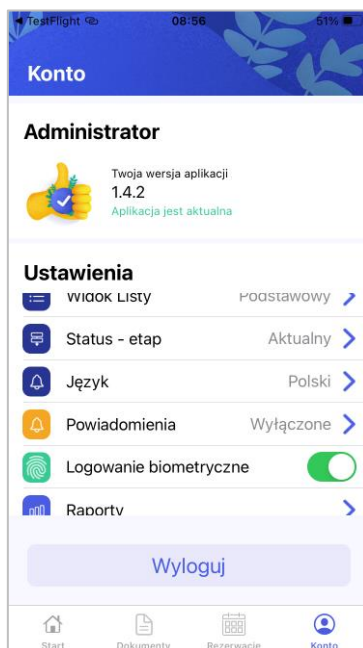 TestFlight 08:56 51%
Konto
Administrator
Twoja wersja aplikacji
1.4.2
Aplikacja jest aktualna
Ustawienia
Widok Listy Podstawowy
Status - etap Aktualny
Język Polski
Powiadomienia Wyłączone
Logowanie biometryczne
Raporty
Wyloguj
Start Dokumenty Rezerwacje Konto